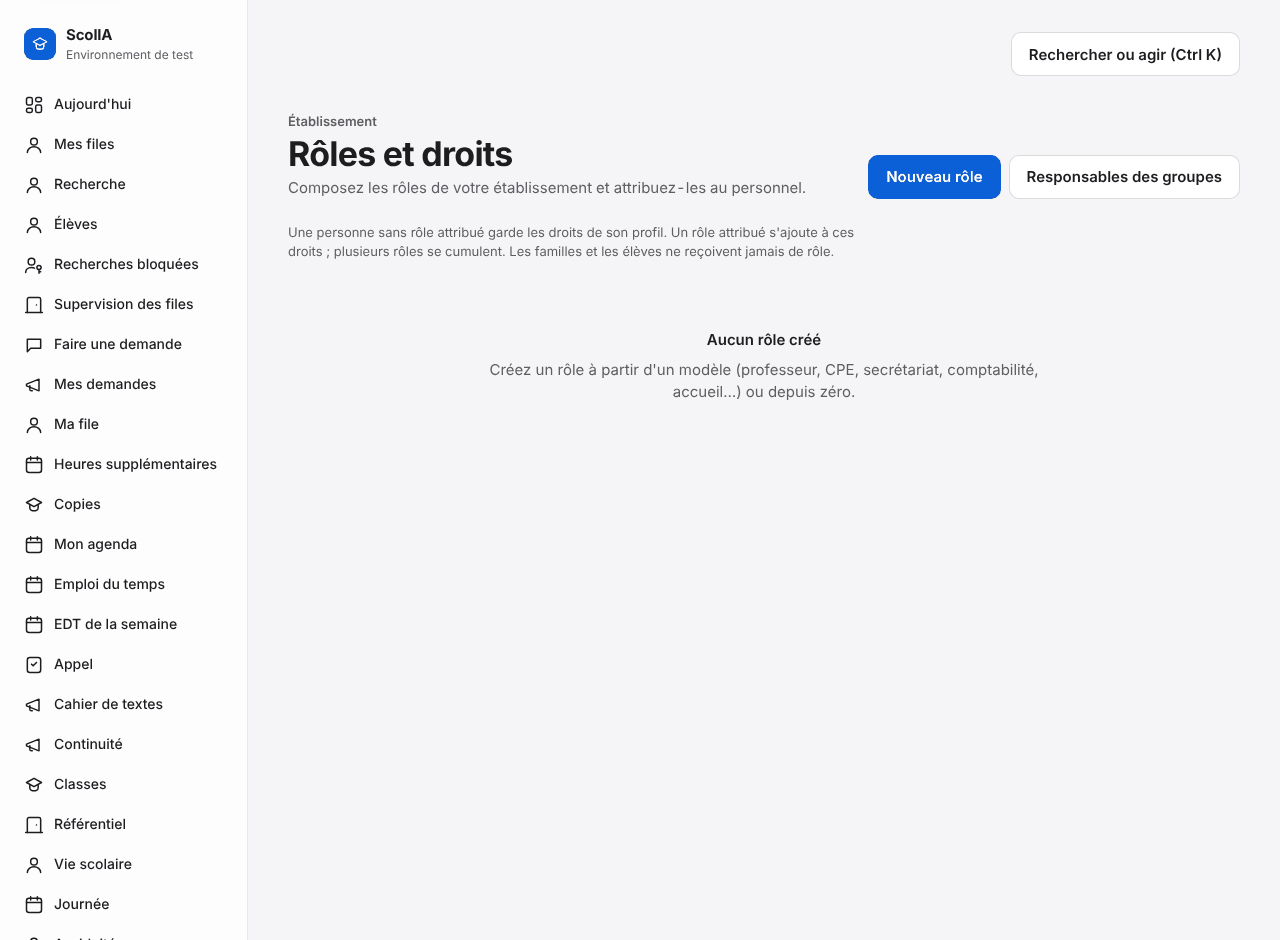 ScolIA
Environnement de test
Aujourd'hui
Mes files
Recherche
Élèves
Recherches bloquées
Supervision des files
Faire une demande
Mes demandes
Ma file
Heures supplémentaires
Copies
Mon agenda
Emploi du temps
EDT de la semaine
Appel
Cahier de textes
Continuité
Classes
Référentiel
Vie scolaire
Journée
Rechercher ou agir (Ctrl K)
Établissement
Rôles et droits
Composez les rôles de votre établissement et attribuez-les au personnel.
Nouveau rôle
Responsables des groupes
Une personne sans rôle attribué garde les droits de son profil. Un rôle attribué s'ajoute à ces
droits ; plusieurs rôles se cumulent. Les familles et les élèves ne reçoivent jamais de rôle.
Aucun rôle créé
Créez un rôle à partir d'un modèle (professeur, CPE, secrétariat, comptabilité,
accueil…) ou depuis zéro.